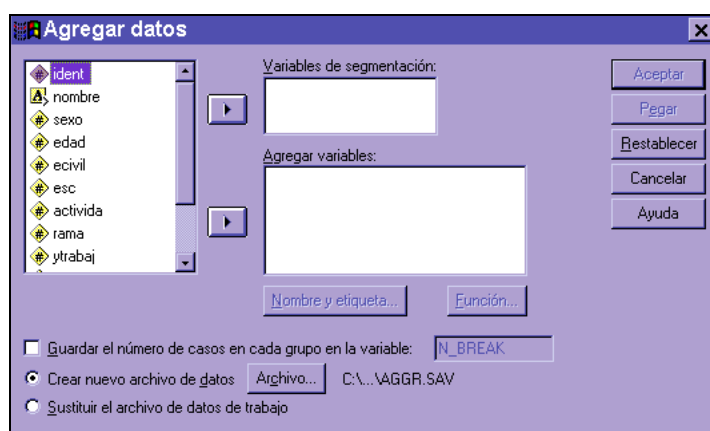 Agregar datos
ident
nombre
sexo
edad
ecivil
esc
activida
rama
ytrabaj
Variables de segmentación:
Agregar variables:
Nombre y etiqueta...
Función...
Aceptar
Pegar
Restablecer
Cancelar
Ayuda
Guardar el número de casos en cada grupo en la variable: N_BREAK
Crear nuevo archivo de datos Archivo... C:\...\AGGR.SAV
Sustituir el archivo de datos de trabajo